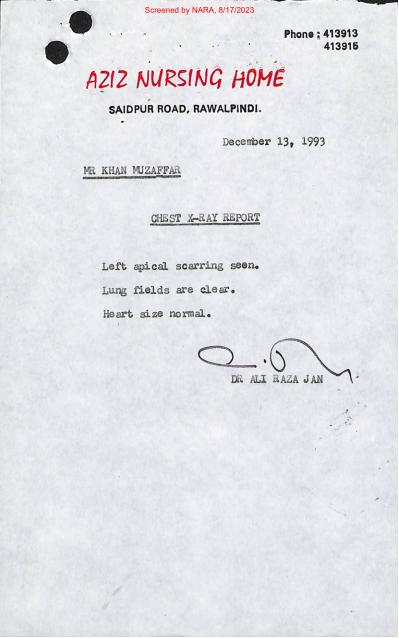 Screened by NARA, 8/17/2023
Phone ; 413913
413915
AZIZ NURSING HOME
SAIDPUR ROAD, RAWALPINDI.
December 13, 1993
MR KHAN MUZAFFAR
CHEST X-RAY REPORT
Left apical scarring seen.
Lung fields are clear.
Heart size normal.
DR ALI RAZA JAN